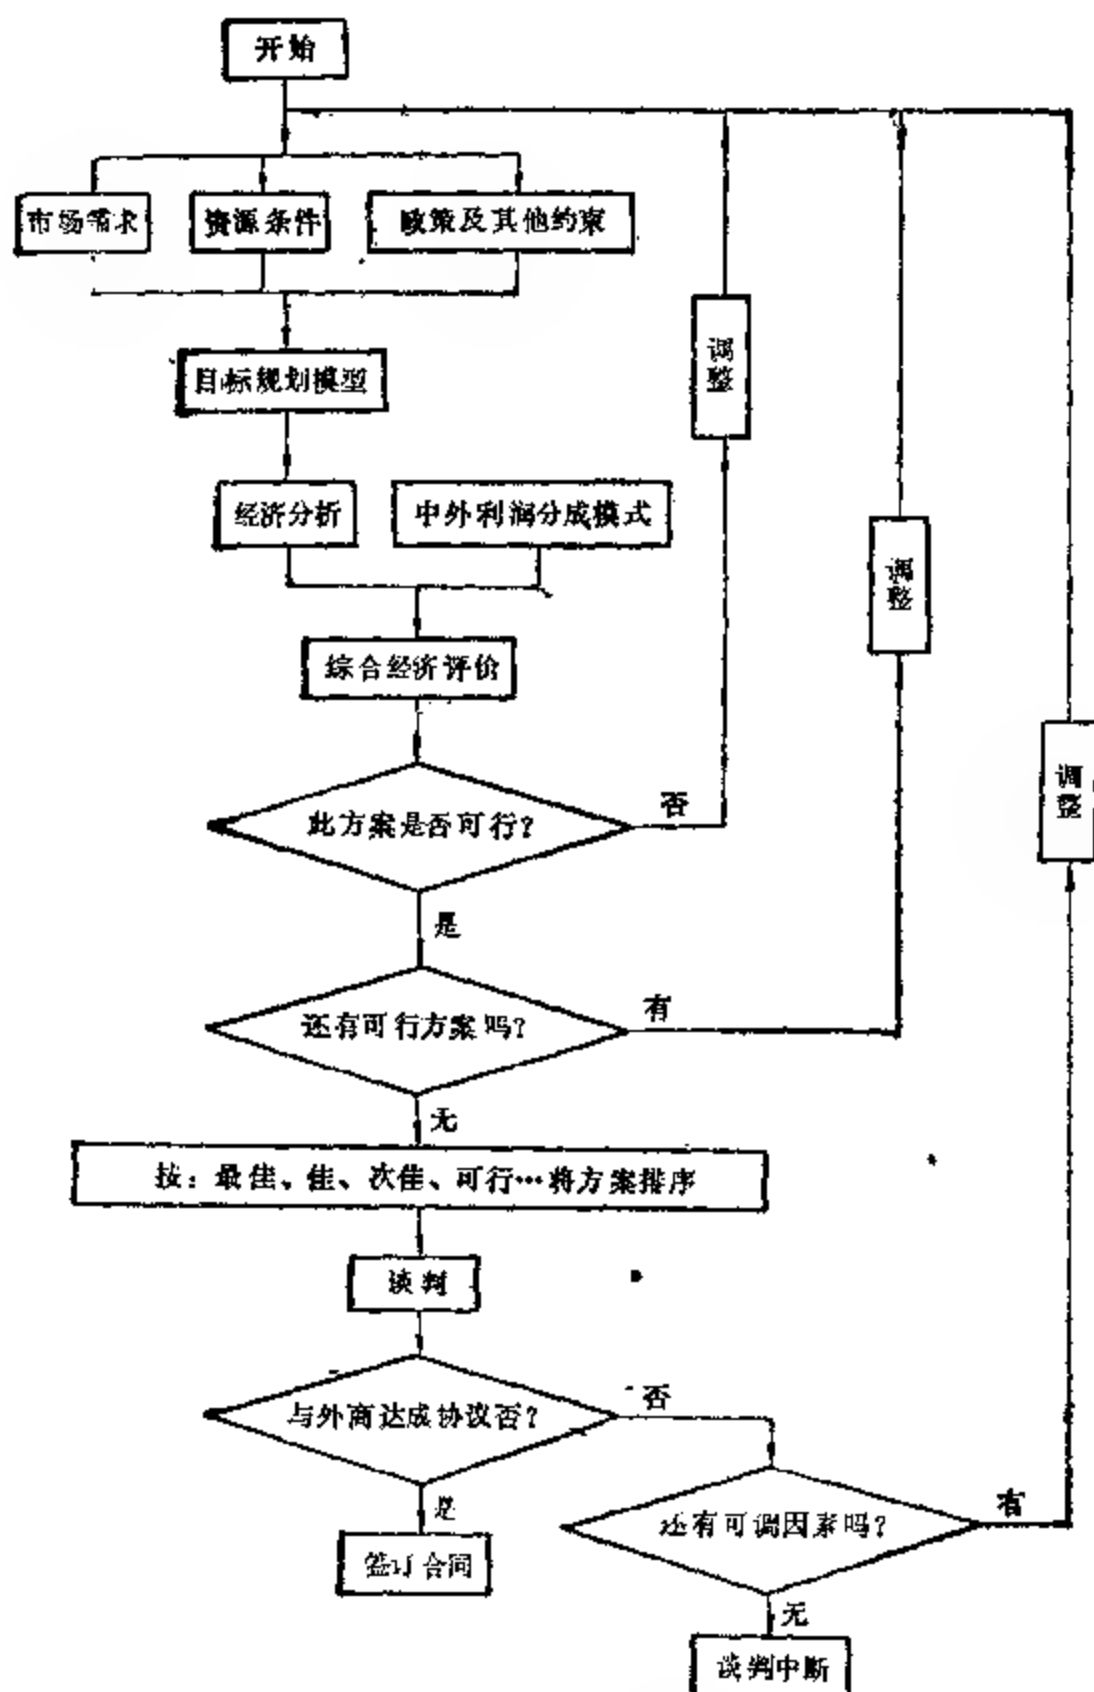 开始
市场需求
资源条件
政策及其他约束
目标规划模型
调整
经济分析
中外利润分成模式
调整
综合经济评价
调整
此方案是否可行?
否
是
还有可行方案吗?
有
无
按：最佳、佳、次佳、可行…将方案排序
谈判
与外商达成协议否?
否
是
还有可调因素吗?
有
签订合同
无
谈判中断